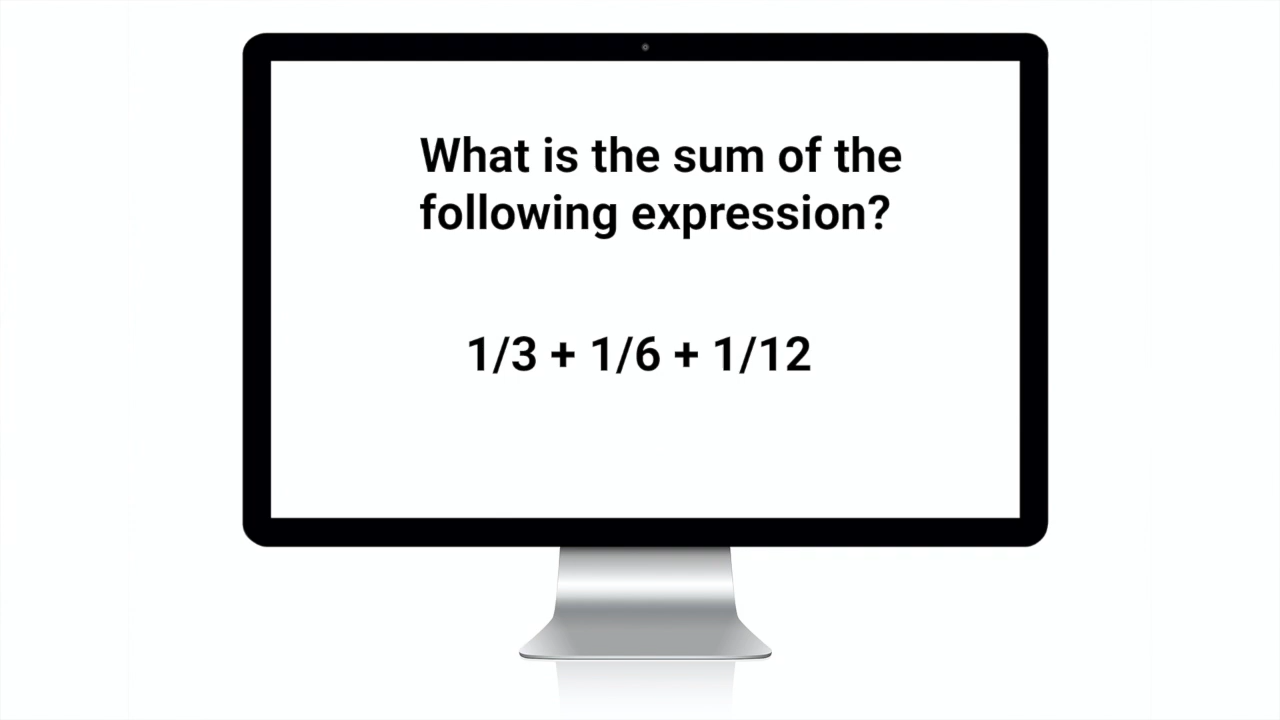 What is the sum of the
following expression?
1/3 + 1/6 + 1/12